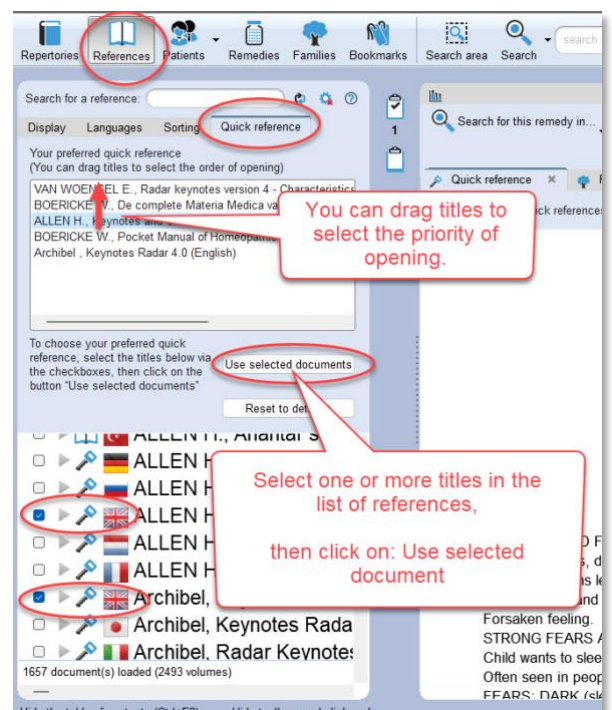 Repertories References Patients Remedies Families Bookmarks Search area Search search
Search for a reference:
Display Languages Sorting Quick reference
Your preferred quick reference
(You can drag titles to select the order of opening)
VAN WOENSEL E., Radar keynotes version 4 - Characteristics
BOERICKE W., De complete Materia Medica va
ALLEN H., Keynotes and
BOERICKE W., Pocket Manual of Homeopathic
Archibel , Keynotes Radar 4.0 (English)
You can drag titles to
select the priority of
opening.
1
Search for this remedy in...
Quick reference
ick references
To choose your preferred quick
reference, select the titles below via
the checkboxes, then click on the
button "Use selected documents"
Use selected documents
Reset to def
ALLEN H
ALLEN H
ALLEN H
ALLEN H
ALLEN H
Archibel,
Archibel, Keynotes Rada
Archibel, Radar Keynotes
1657 document(s) loaded (2493 volumes)
Select one or more titles in the
list of references,
then click on: Use selected
document
Forsaken feeling.
STRONG FEARS A
Child wants to slee
Often seen in peop
FEARS: DARK (sle